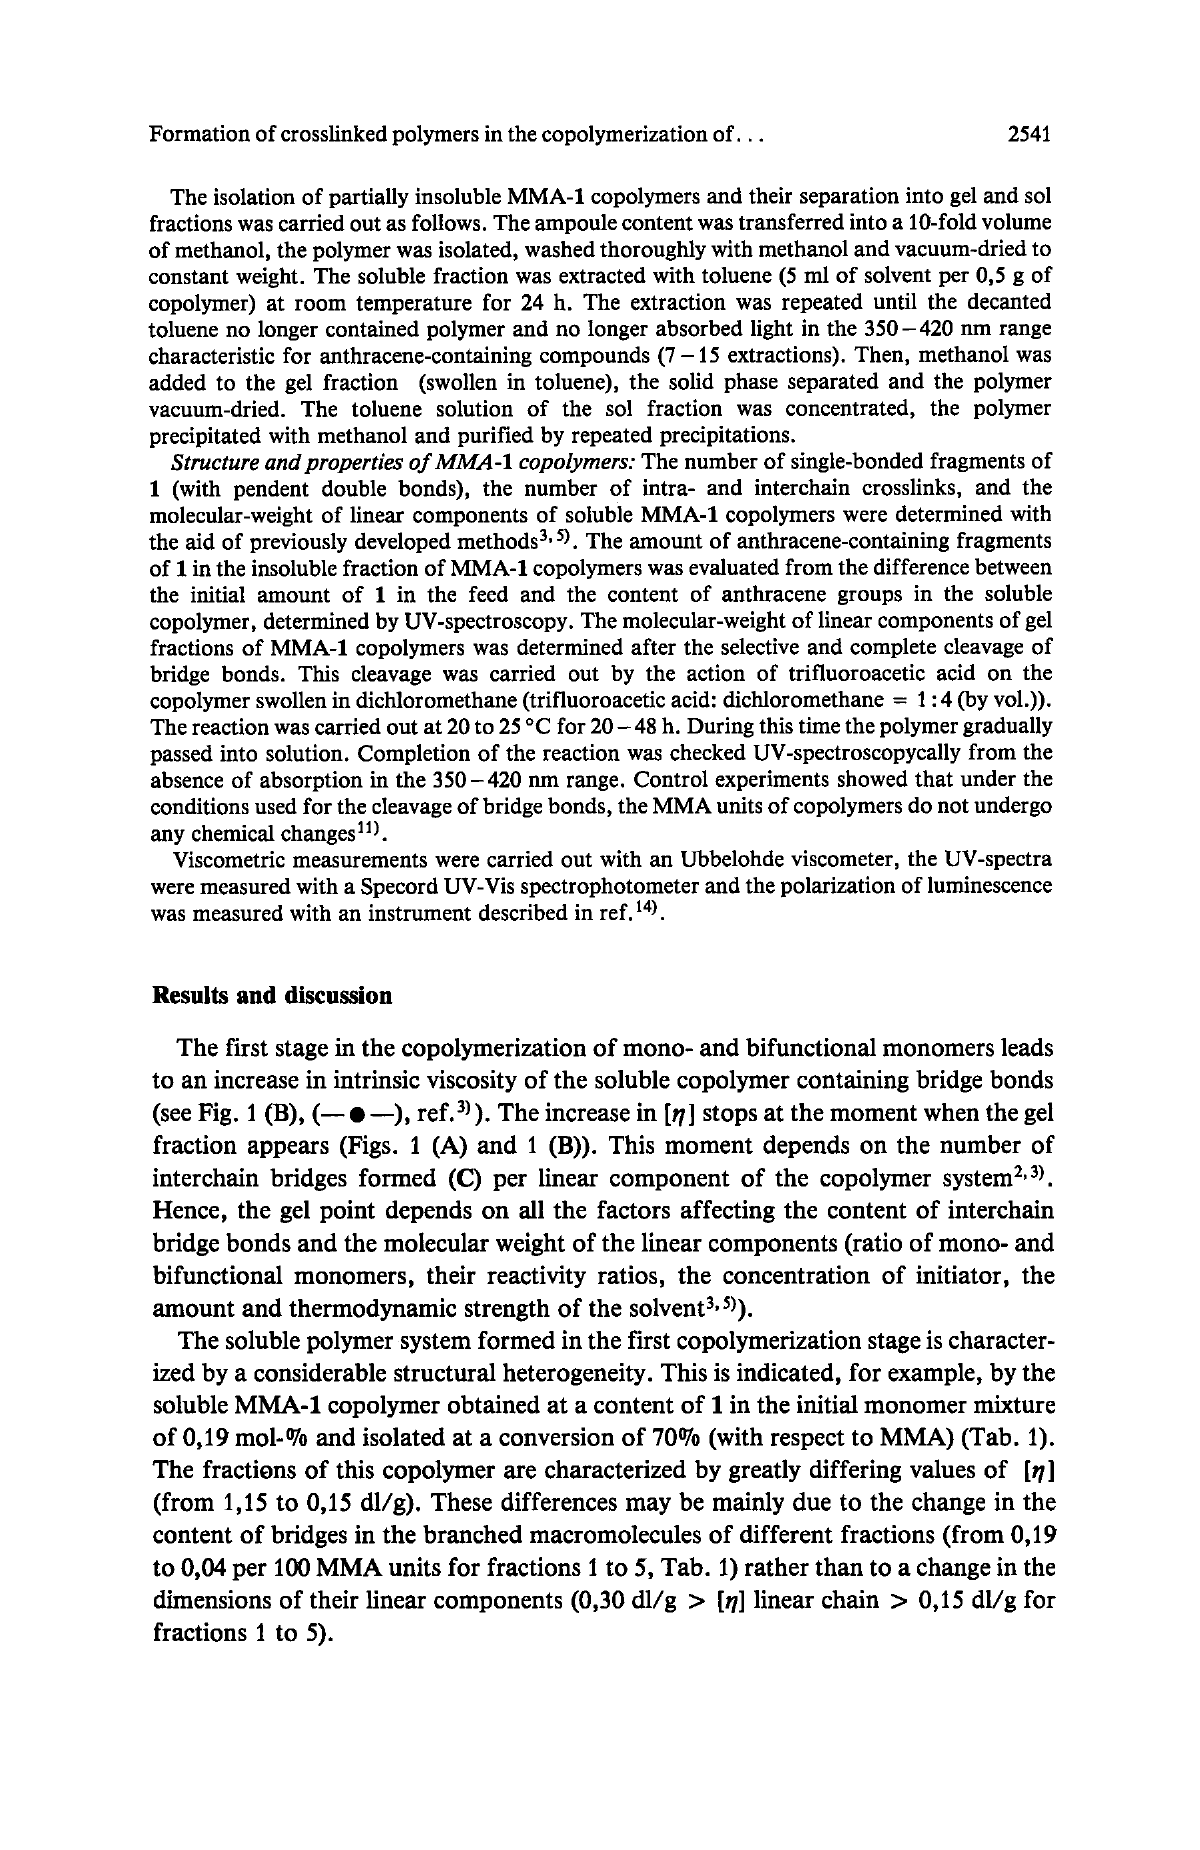 Formation of crosslinked polymers in the copolymerization of . . . 2541
The isolation of partially insoluble MMA-1 copolymers and their separation into gel and sol
fractions was carried out as follows. The ampoule content was transferred into a 10-fold volume
of methanol, the polymer was isolated, washed thoroughly with methanol and vacuum-dried to
constant weight. The soluble fraction was extracted with toluene (5 ml of solvent per 0,5 g of
copolymer) at room temperature for 24 h. The extraction was repeated until the decanted
toluene no longer contained polymer and no longer absorbed light in the 350–420 nm range
characteristic for anthracene-containing compounds (7–15 extractions). Then, methanol was
added to the gel fraction (swollen in toluene), the solid phase separated and the polymer
vacuum-dried. The toluene solution of the sol fraction was concentrated, the polymer
precipitated with methanol and purified by repeated precipitations.
Structure and properties of MMA-1 copolymers: The number of single-bonded fragments of
1 (with pendent double bonds), the number of intra- and interchain crosslinks, and the
molecular-weight of linear components of soluble MMA-1 copolymers were determined with
the aid of previously developed methods³,⁵⁾. The amount of anthracene-containing fragments
of 1 in the insoluble fraction of MMA-1 copolymers was evaluated from the difference between
the initial amount of 1 in the feed and the content of anthracene groups in the soluble
copolymer, determined by UV-spectroscopy. The molecular-weight of linear components of gel
fractions of MMA-1 copolymers was determined after the selective and complete cleavage of
bridge bonds. This cleavage was carried out by the action of trifluoroacetic acid on the
copolymer swollen in dichloromethane (trifluoroacetic acid: dichloromethane = 1 : 4 (by vol.)).
The reaction was carried out at 20 to 25 °C for 20–48 h. During this time the polymer gradually
passed into solution. Completion of the reaction was checked UV-spectroscopycally from the
absence of absorption in the 350–420 nm range. Control experiments showed that under the
conditions used for the cleavage of bridge bonds, the MMA units of copolymers do not undergo
any chemical changes¹¹⁾.
Viscometric measurements were carried out with an Ubbelohde viscometer, the UV-spectra
were measured with a Specord UV-Vis spectrophotometer and the polarization of luminescence
was measured with an instrument described in ref.¹⁴⁾.
Results and discussion
The first stage in the copolymerization of mono- and bifunctional monomers leads
to an increase in intrinsic viscosity of the soluble copolymer containing bridge bonds
(see Fig. 1 (B), (— ● —), ref.³⁾). The increase in [η] stops at the moment when the gel
fraction appears (Figs. 1 (A) and 1 (B)). This moment depends on the number of
interchain bridges formed (C) per linear component of the copolymer system²,³⁾.
Hence, the gel point depends on all the factors affecting the content of interchain
bridge bonds and the molecular weight of the linear components (ratio of mono- and
bifunctional monomers, their reactivity ratios, the concentration of initiator, the
amount and thermodynamic strength of the solvent³,⁵⁾).
The soluble polymer system formed in the first copolymerization stage is character-
ized by a considerable structural heterogeneity. This is indicated, for example, by the
soluble MMA-1 copolymer obtained at a content of 1 in the initial monomer mixture
of 0,19 mol-% and isolated at a conversion of 70% (with respect to MMA) (Tab. 1).
The fractions of this copolymer are characterized by greatly differing values of [η]
(from 1,15 to 0,15 dl/g). These differences may be mainly due to the change in the
content of bridges in the branched macromolecules of different fractions (from 0,19
to 0,04 per 100 MMA units for fractions 1 to 5, Tab. 1) rather than to a change in the
dimensions of their linear components (0,30 dl/g > [η] linear chain > 0,15 dl/g for
fractions 1 to 5).